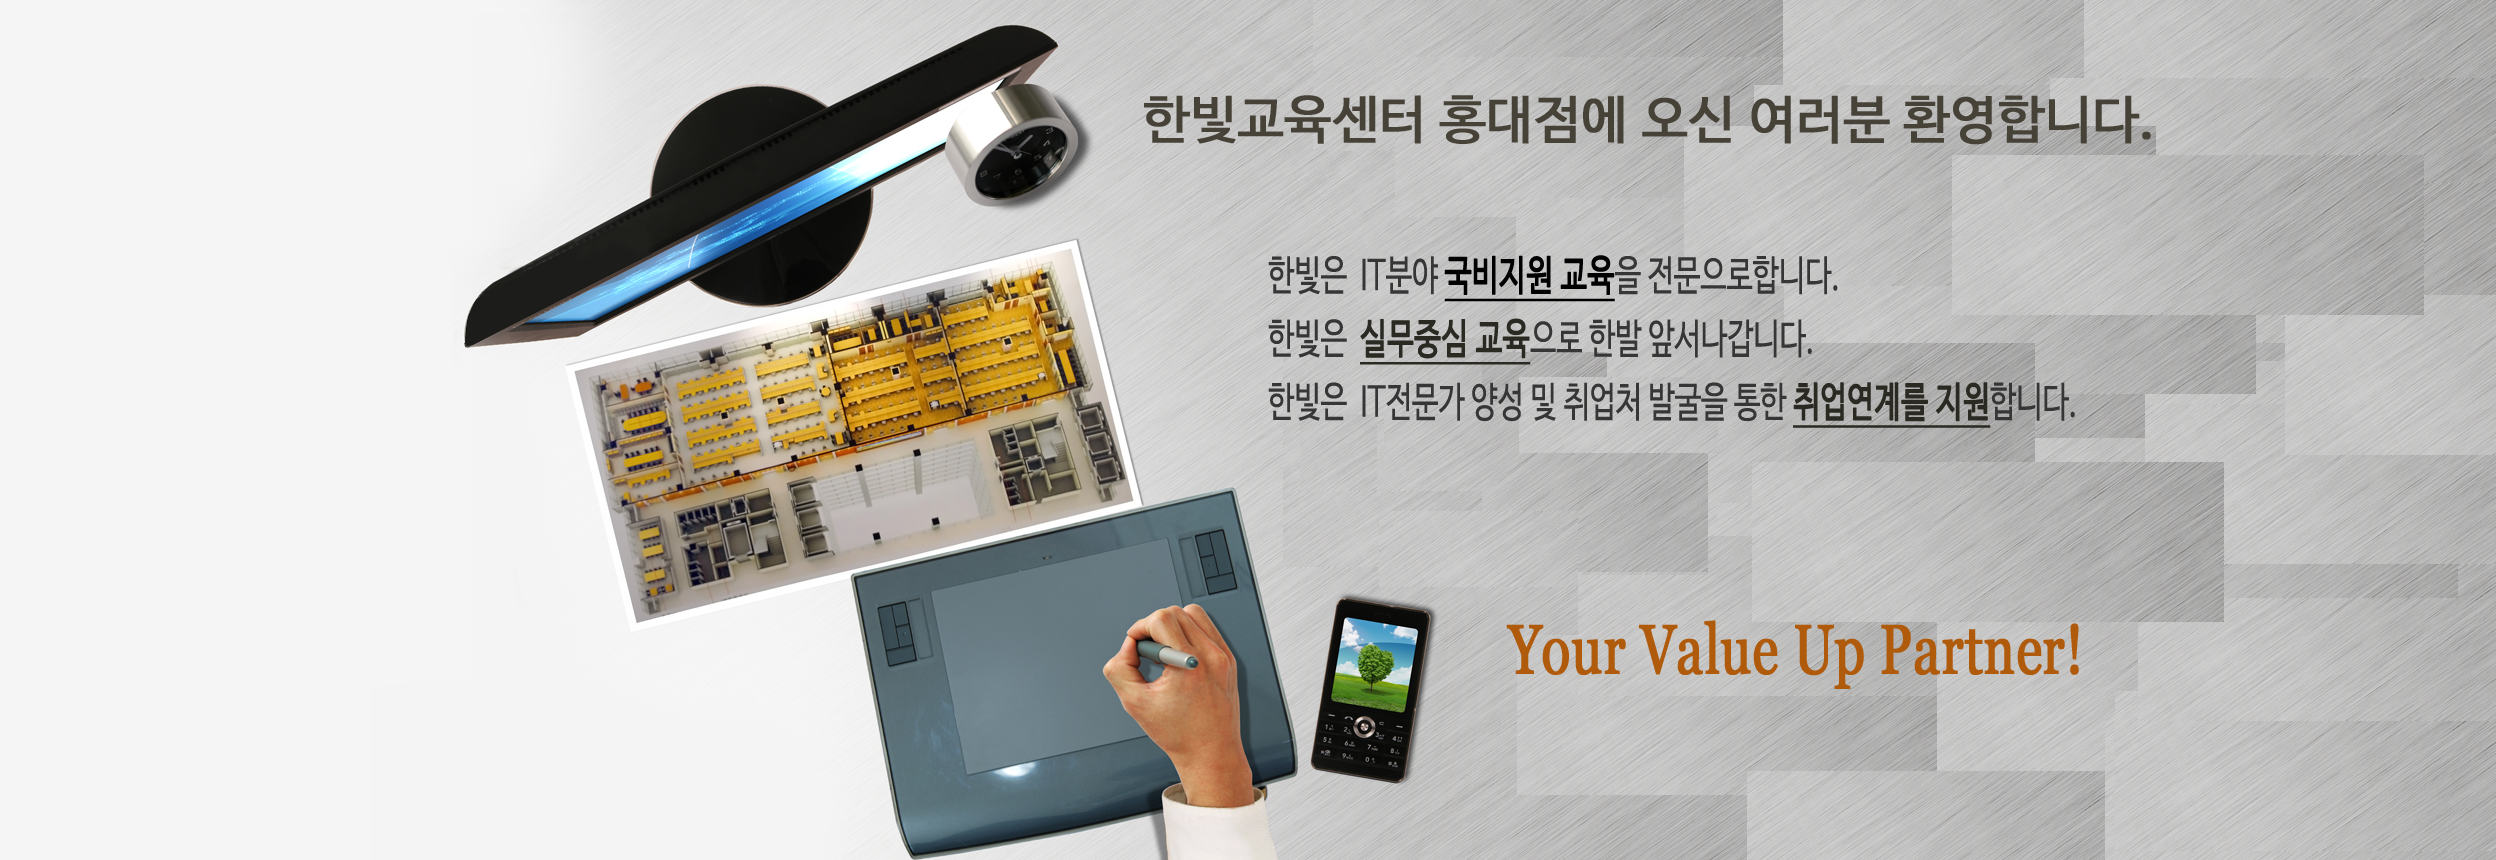 한빛교육센터 홍대점에 오신 여러분 환영합니다.
한빛은 IT분야 국비지원 교육을 전문으로합니다.
한빛은 실무중심 교육으로 한발 앞서나갑니다.
한빛은 IT전문가 양성 및 취업처 발굴을 통한 취업연계를 지원합니다.
Your Value Up Partner!